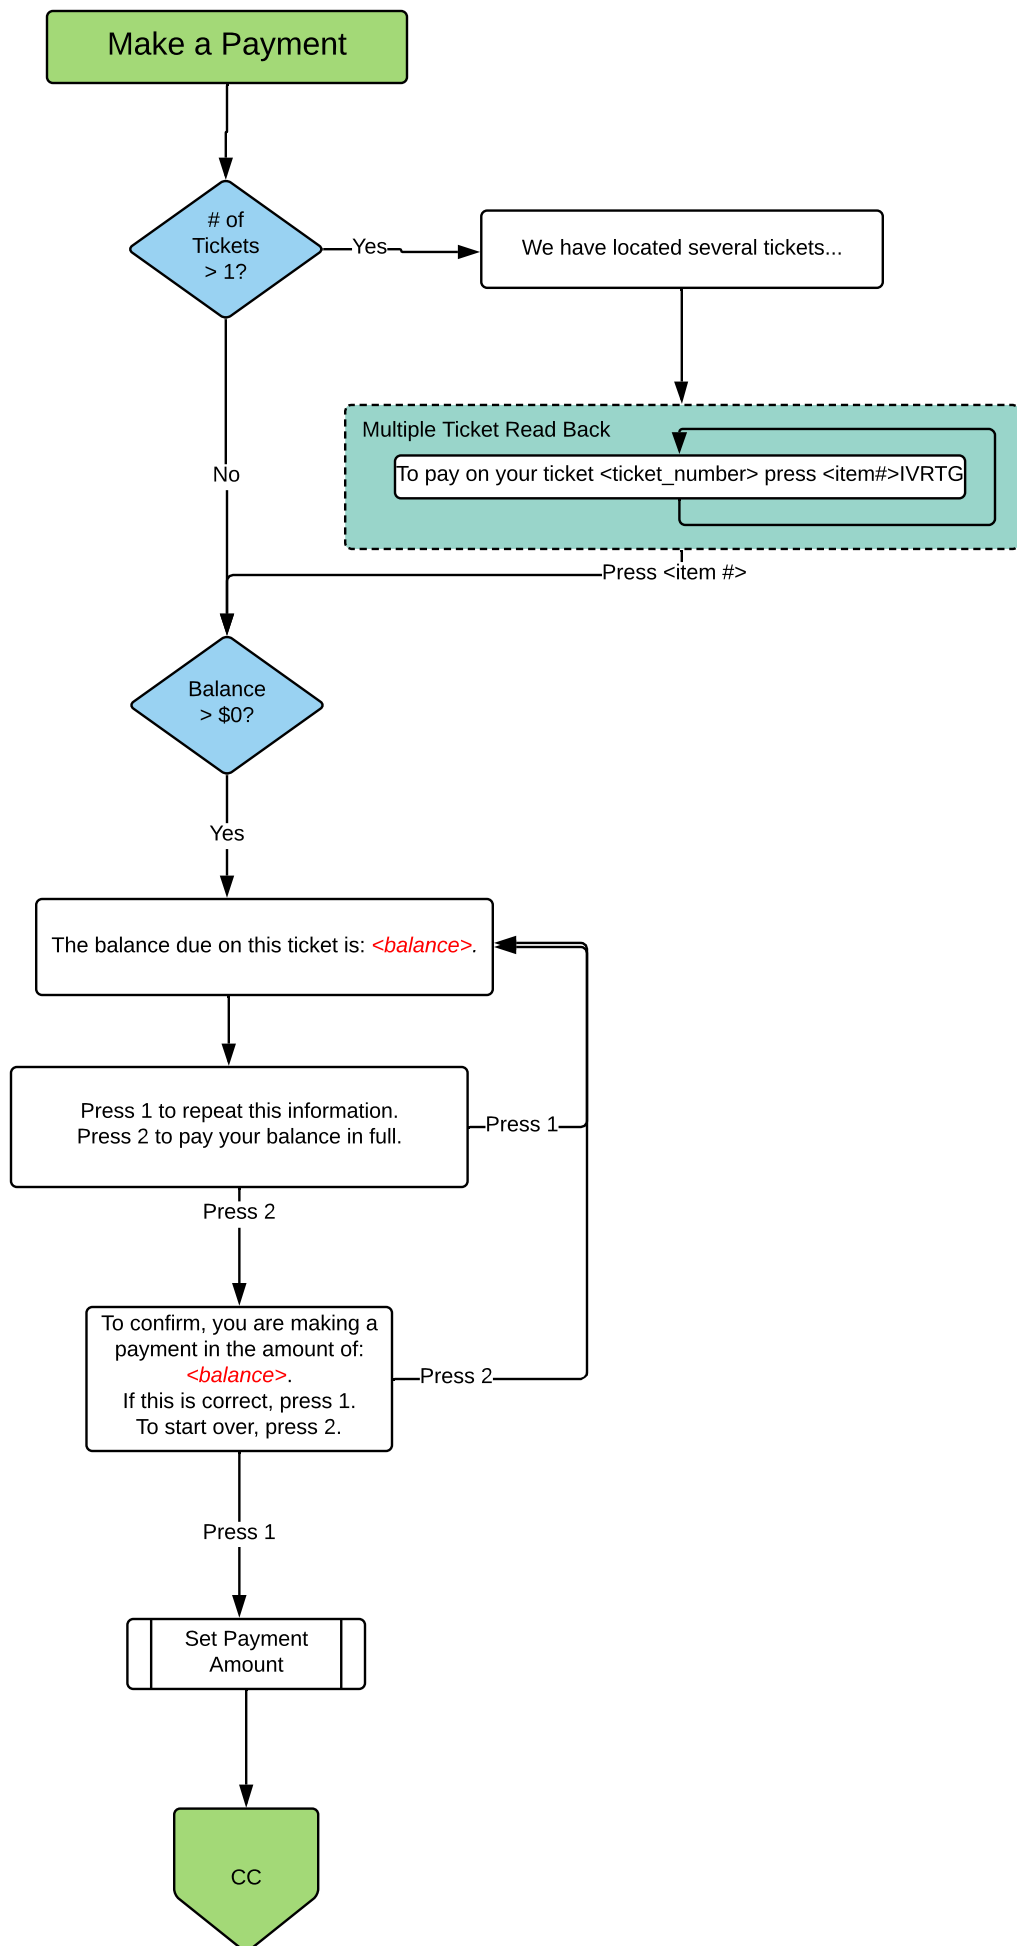 Make a Payment
# of
Tickets
> 1?
Yes
We have located several tickets...
Multiple Ticket Read Back
To pay on your ticket <ticket_number> press <item#>IVRTG
No
Press <item #>
Balance
> $0?
Yes
The balance due on this ticket is: <balance>.
Press 1 to repeat this information.
Press 2 to pay your balance in full.
Press 1
Press 2
To confirm, you are making a
payment in the amount of:
<balance>.
If this is correct, press 1.
To start over, press 2.
Press 2
Press 1
Set Payment
Amount
CC